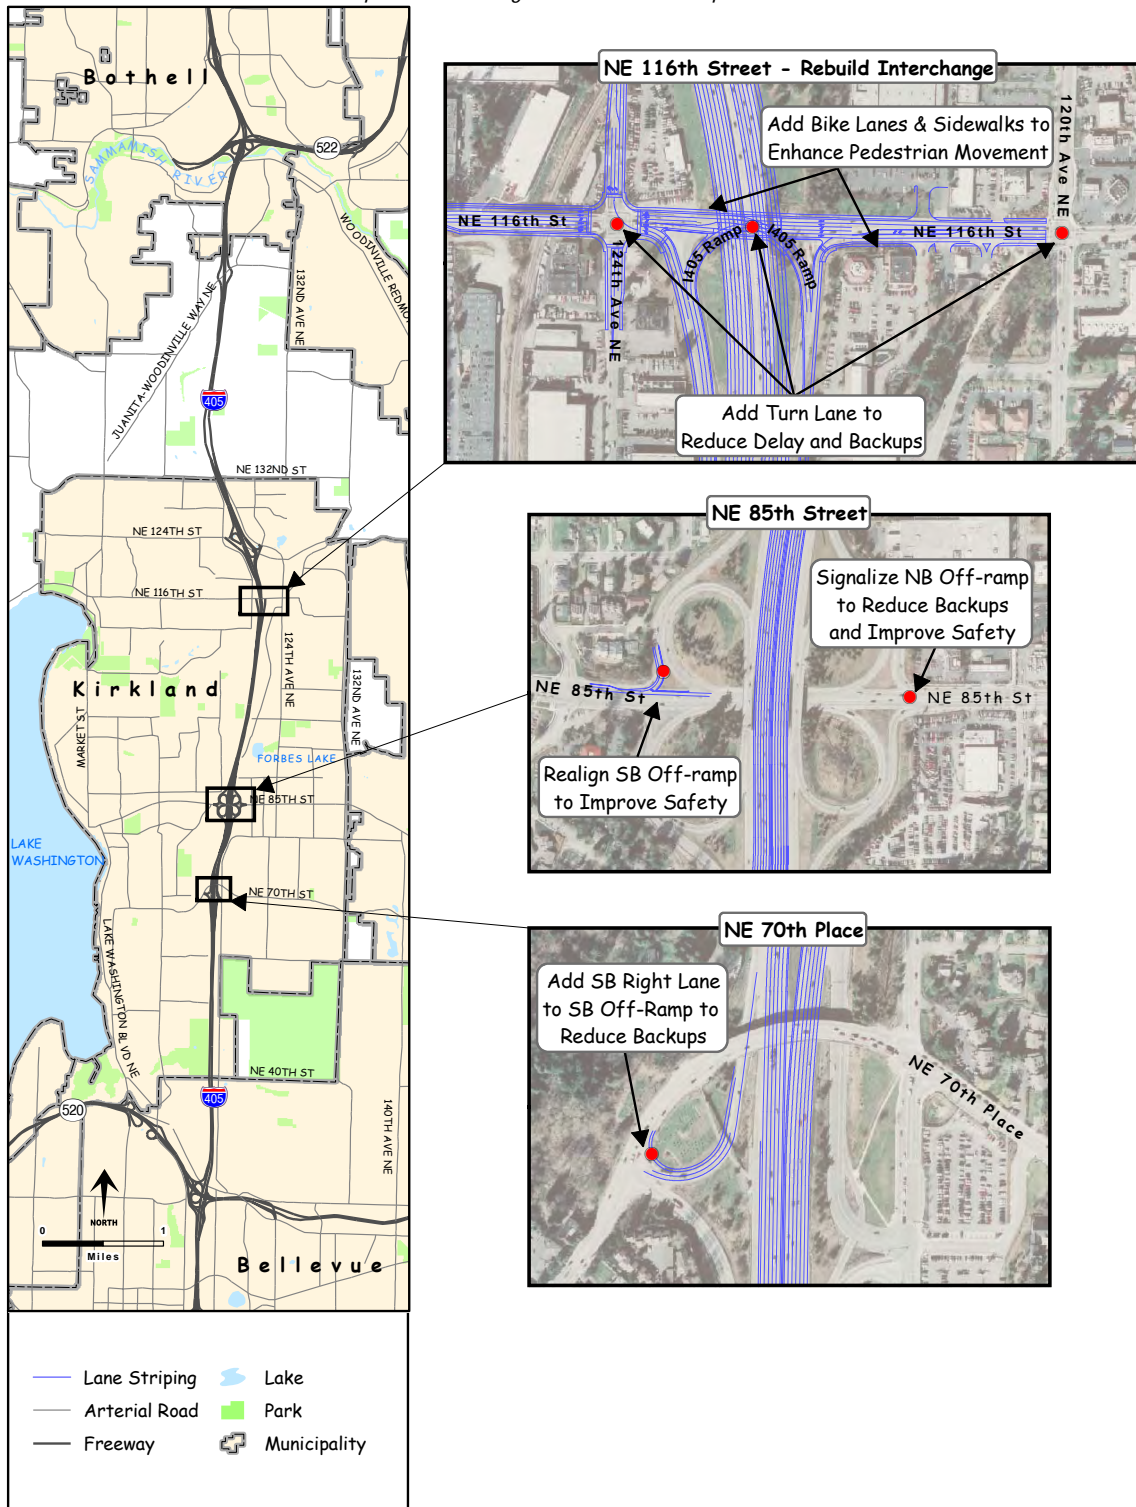 Bothell
522
SAMMAMISH RIVER
WOODINVILLE REDMO
132ND AVE NE
JUANITA-WOODINVILLE WAY NE
405
NE 132ND ST
NE 124TH ST
NE 116TH ST
124TH AVE NE
132ND AVE NE
Kirkland
MARKET ST
FORBES LAKE
NE 85TH ST
LAKE
WASHINGTON
NE 70TH ST
LAKE WASHINGTON BLVD NE
NE 40TH ST
405
520
140TH AVE NE
NORTH
0 1
Miles
Bellevue
Lane Striping
Arterial Road
Freeway
Lake
Park
Municipality
NE 116th Street - Rebuild Interchange
Add Bike Lanes & Sidewalks to
Enhance Pedestrian Movement
120th Ave NE
NE 116th St
NE 116th St
124th Ave NE
I405 Ramp
I405 Ramp
Add Turn Lane to
Reduce Delay and Backups
NE 85th Street
Signalize NB Off-ramp
to Reduce Backups
and Improve Safety
NE 85th St
NE 85th St
Realign SB Off-ramp
to Improve Safety
NE 70th Place
Add SB Right Lane
to SB Off-Ramp to
Reduce Backups
NE 70th Place